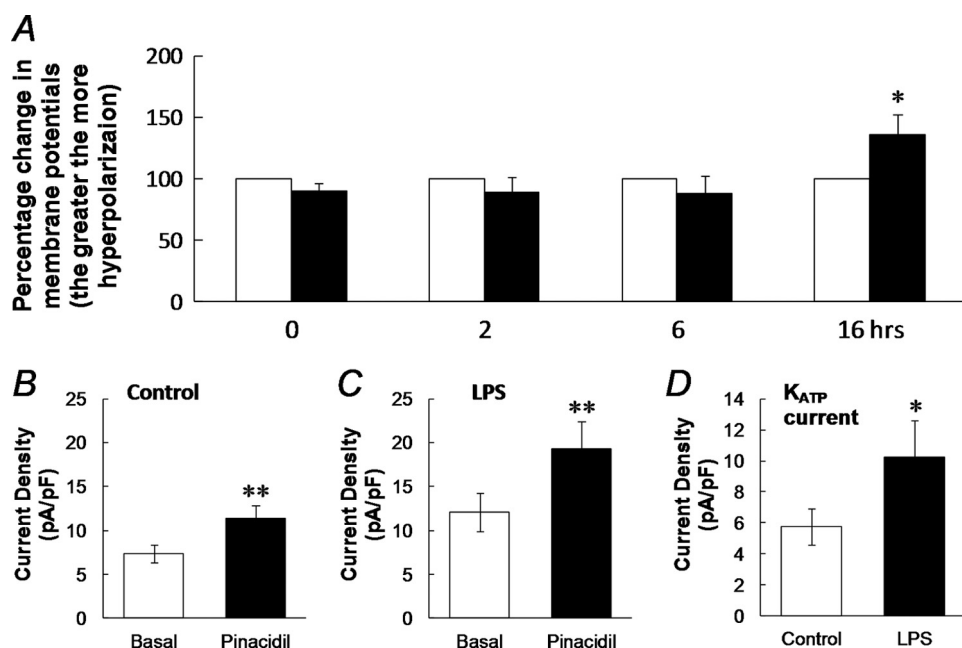 A
Percentage change in
membrane potentials
(the greater the more
hyperpolarizaion)
200
150
100
50
0
*
0 2 6 16 hrs
B
Control
Current Density
(pA/pF)
25
20
15
10
5
0
**
Basal Pinacidil
C
LPS
Current Density
(pA/pF)
25
20
15
10
5
0
**
Basal Pinacidil
D
KATP
current
Current Density
(pA/pF)
14
12
10
8
6
4
2
0
*
Control LPS